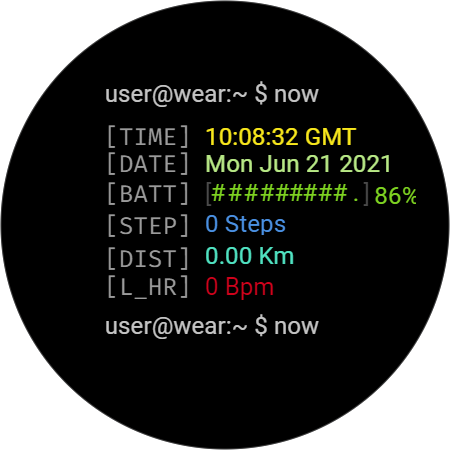 user@wear:~ $ now
[TIME] 10:08:32 GMT
[DATE] Mon Jun 21 2021
[BATT] [#########.] 86%
[STEP] 0 Steps
[DIST] 0.00 Km
[L_HR] 0 Bpm
user@wear:~ $ now